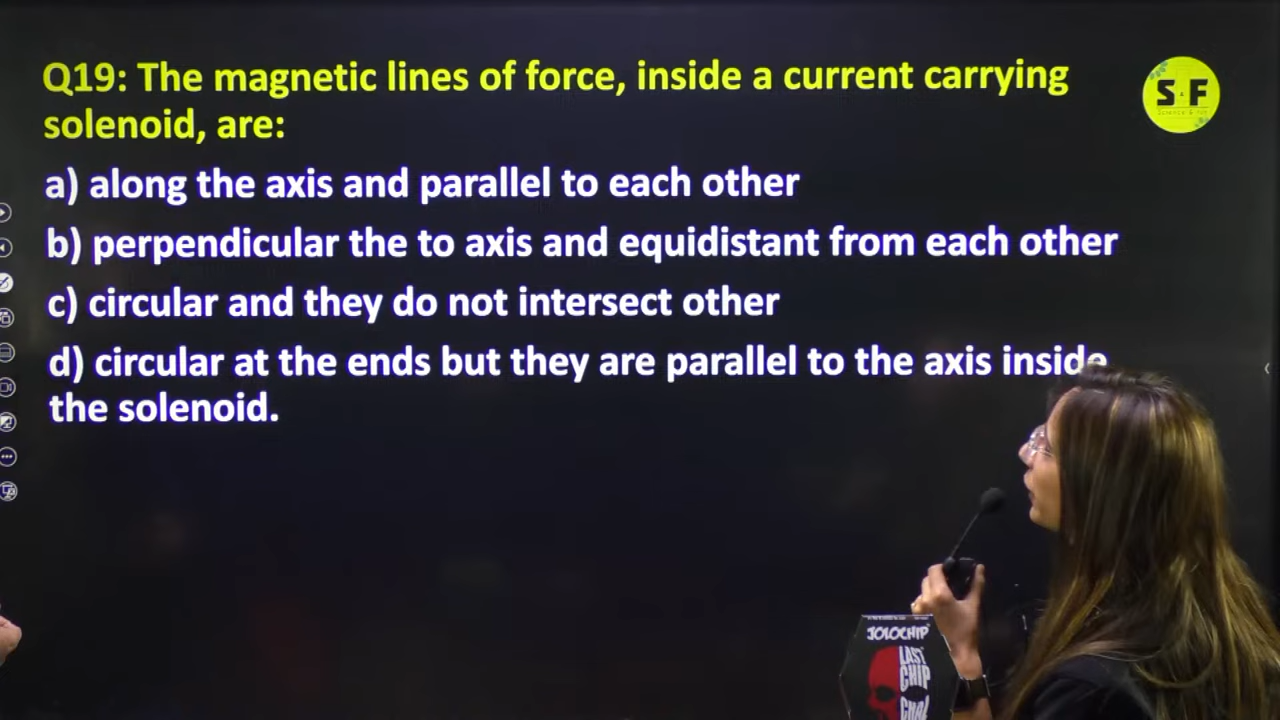 Q19: The magnetic lines of force, inside a current carrying
solenoid, are:
S F
a) along the axis and parallel to each other
b) perpendicular the to axis and equidistant from each other
c) circular and they do not intersect other
d) circular at the ends but they are parallel to the axis inside
the solenoid.
JOLOCHIP
LAST
CHIP